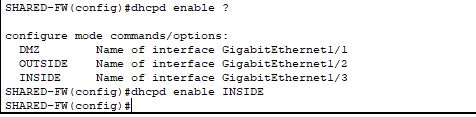 SHARED-FW(config)#dhcpd enable ?
configure mode commands/options:
DMZ Name of interface GigabitEthernet1/1
OUTSIDE Name of interface GigabitEthernet1/2
INSIDE Name of interface GigabitEthernet1/3
SHARED-FW(config)#dhcpd enable INSIDE
SHARED-FW(config)#